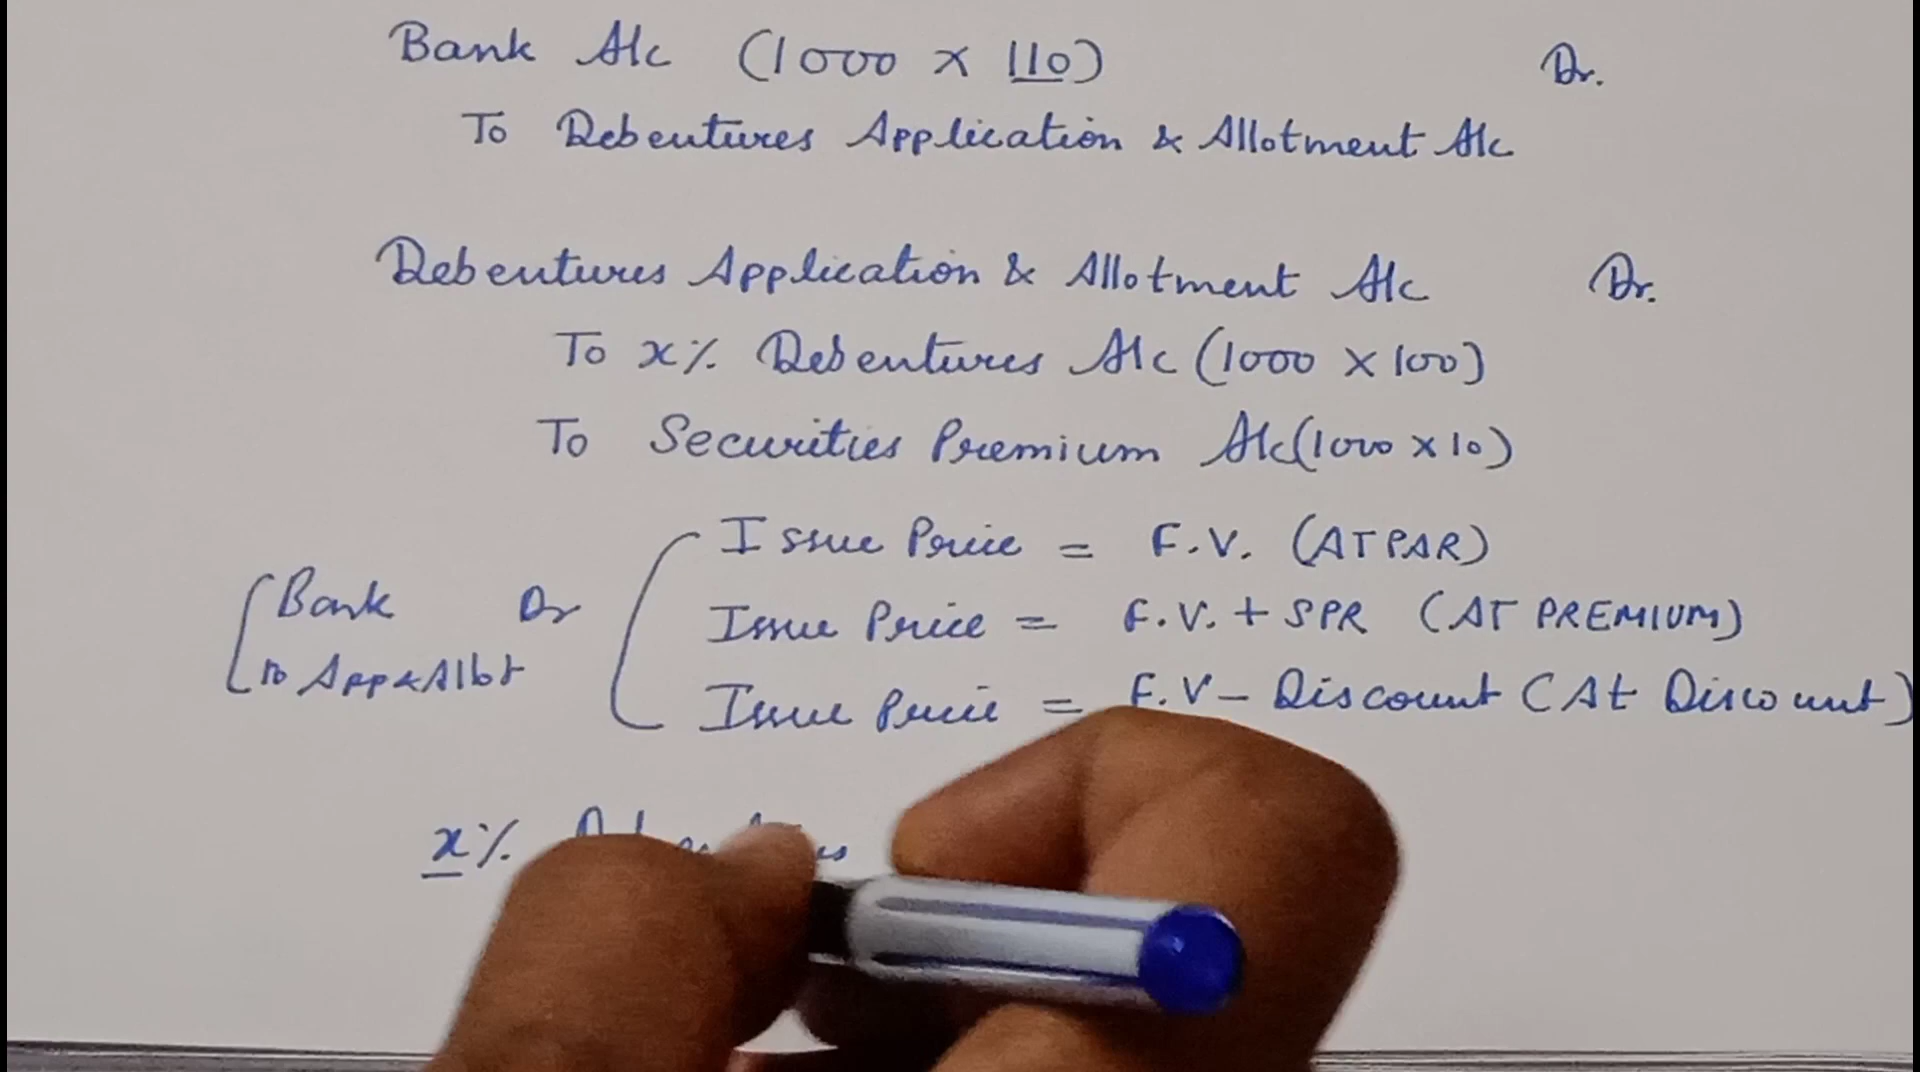 Bank A/c (1000 x 110) Dr.
To Debentures Application & Allotment A/c
Debentures Application & Allotment A/c Dr.
To x% Debentures A/c (1000 x 100)
To Securities Premium A/c (1000 x 10)
Issue Price = F.V. (AT PAR)
Bank Dr
Issue Price = F.V. + SPR (AT PREMIUM)
To App & Allot
Issue Price = F.V - Discount (At Discount)
x%